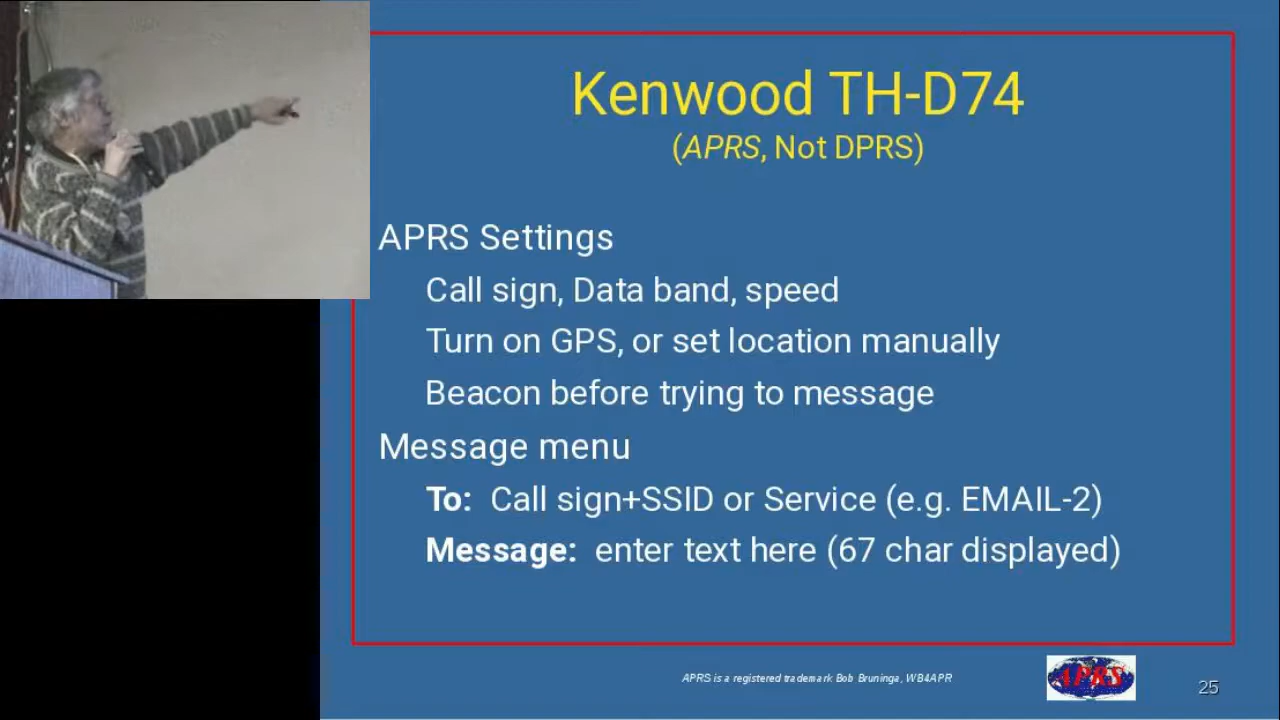 Kenwood TH-D74
(APRS, Not DPRS)
APRS Settings
Call sign, Data band, speed
Turn on GPS, or set location manually
Beacon before trying to message
Message menu
To: Call sign+SSID or Service (e.g. EMAIL-2)
Message: enter text here (67 char displayed)
APRS is a registered trademark Bob Bruninga, WB4APR
APRS
25